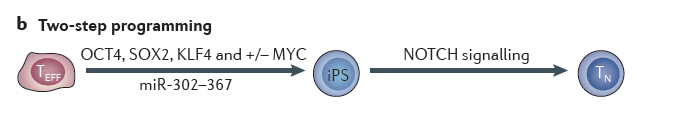 b Two-step programming
OCT4, SOX2, KLF4 and +/– MYC
miR-302–367
NOTCH signalling
TEFF
iPS
TN